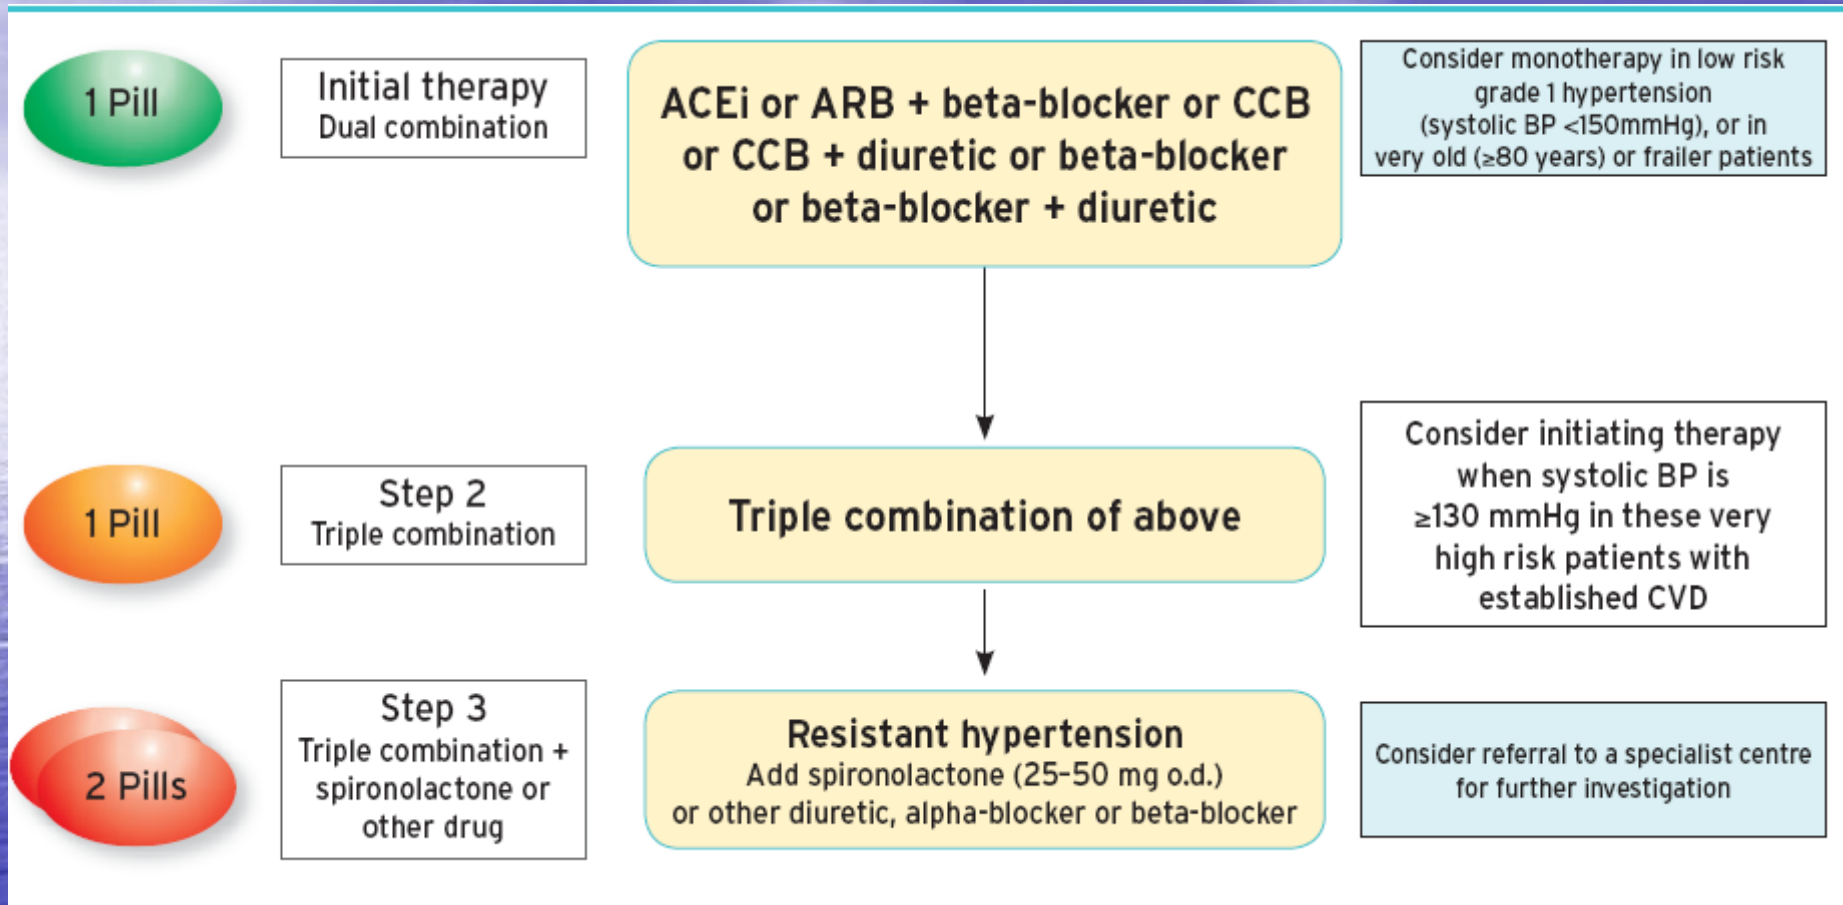 1 Pill
Initial therapy
Dual combination
ACEi or ARB + beta-blocker or CCB
or CCB + diuretic or beta-blocker
or beta-blocker + diuretic
Consider monotherapy in low risk
grade 1 hypertension
(systolic BP <150mmHg), or in
very old (≥80 years) or frailer patients
1 Pill
Step 2
Triple combination
Triple combination of above
Consider initiating therapy
when systolic BP is
≥130 mmHg in these very
high risk patients with
established CVD
2 Pills
Step 3
Triple combination +
spironolactone or
other drug
Resistant hypertension
Add spironolactone (25–50 mg o.d.)
or other diuretic, alpha-blocker or beta-blocker
Consider referral to a specialist centre
for further investigation